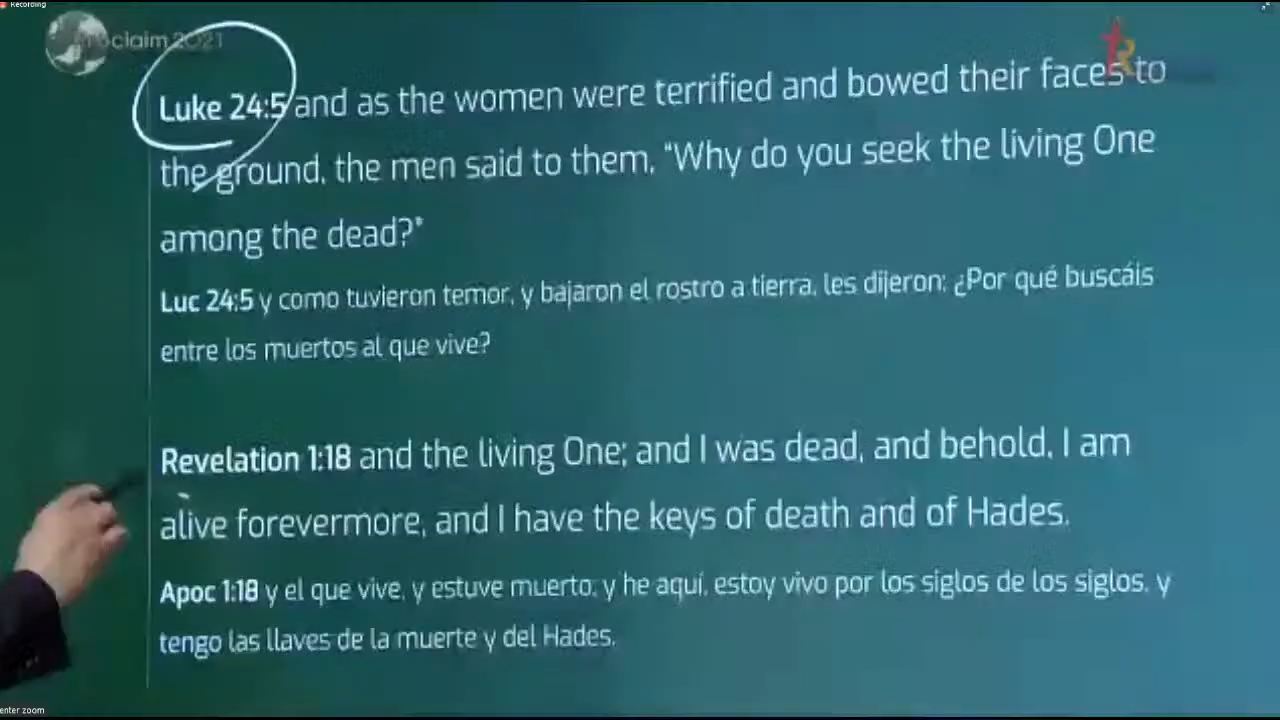 Recording
Proclaim 2021
Luke 24:5 and as the women were terrified and bowed their faces to
the ground, the men said to them, "Why do you seek the living One
among the dead?"
Luc 24:5 y como tuvieron temor, y bajaron el rostro a tierra, les dijeron: ¿Por qué buscáis
entre los muertos al que vive?
Revelation 1:18 and the living One; and I was dead, and behold, I am
alive forevermore, and I have the keys of death and of Hades.
Apoc 1:18 y el que vive, y estuve muerto; y he aquí, estoy vivo por los siglos de los siglos, y
tengo las llaves de la muerte y del Hades.
enter zoom